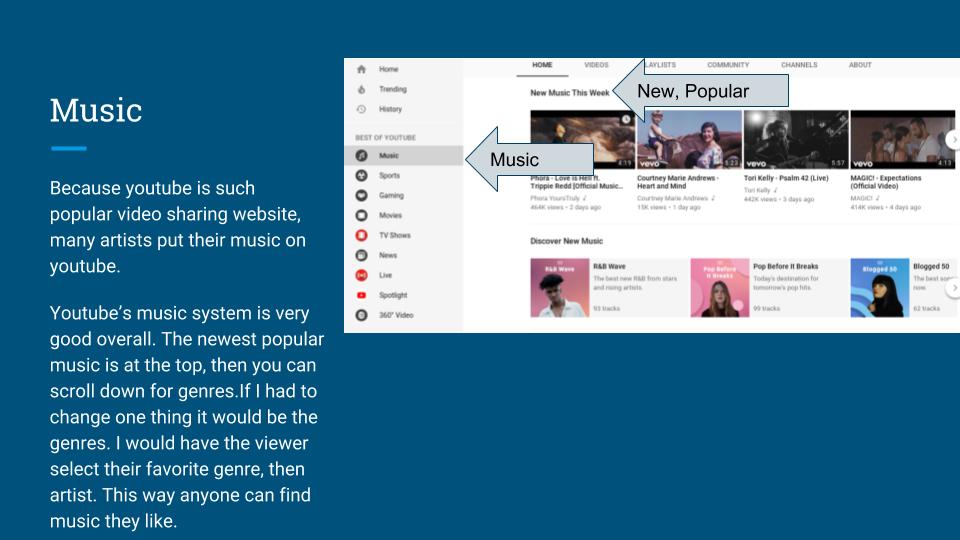 Music
Because youtube is such
popular video sharing website,
many artists put their music on
youtube.
Youtube's music system is very
good overall. The newest popular
music is at the top, then you can
scroll down for genres.If I had to
change one thing it would be the
genres. I would have the viewer
select their favorite genre, then
artist. This way anyone can find
music they like.
Home
Trending
History
BEST OF YOUTUBE
Music
Sports
Gaming
Movies
TV Shows
News
Live
Spotlight
360° Video
Music
HOME VIDEOS LAYLISTS COMMUNITY CHANNELS ABOUT
New Music This Week
New, Popular
4:19
vevo 5:23
vevo 5:57
vevo 4:13
Phora - Love Is Hell ft.
Trippie Redd [Official Music...
Phora YoursTruly
464K views • 2 days ago
Courtney Marie Andrews -
Heart and Mind
Courtney Marie Andrews
15K views • 1 day ago
Tori Kelly - Psalm 42 (Live)
Tori Kelly
442K views • 3 days ago
MAGIC! - Expectations
(Official Video)
MAGIC!
414K views • 4 days ago
Discover New Music
R&B Wave
R&B Wave
The best new R&B from stars
and rising artists.
93 tracks
Pop Before
It Breaks
Pop Before It Breaks
Today's destination for
tomorrow's pop hits.
99 tracks
Blogged 50
Blogged 50
The best
now.
62 tracks